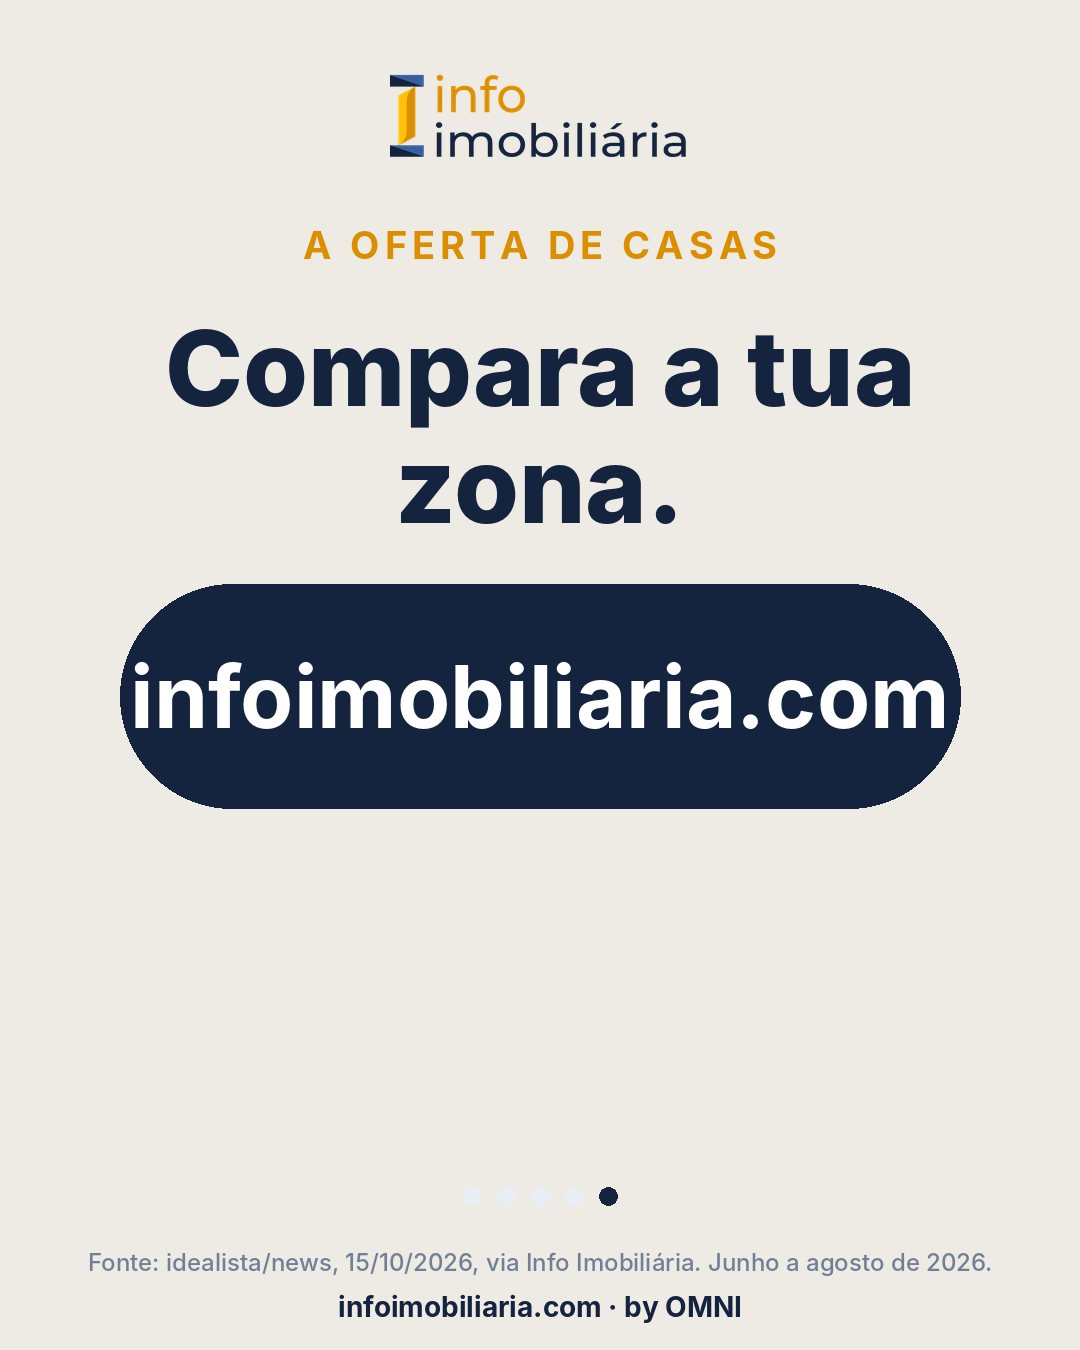 info
imobiliária
A OFERTA DE CASAS
Compara a tua
zona.
infoimobiliaria.com
Fonte: idealista/news, 15/10/2026, via Info Imobiliária. Junho a agosto de 2026.
infoimobiliaria.com · by OMNI